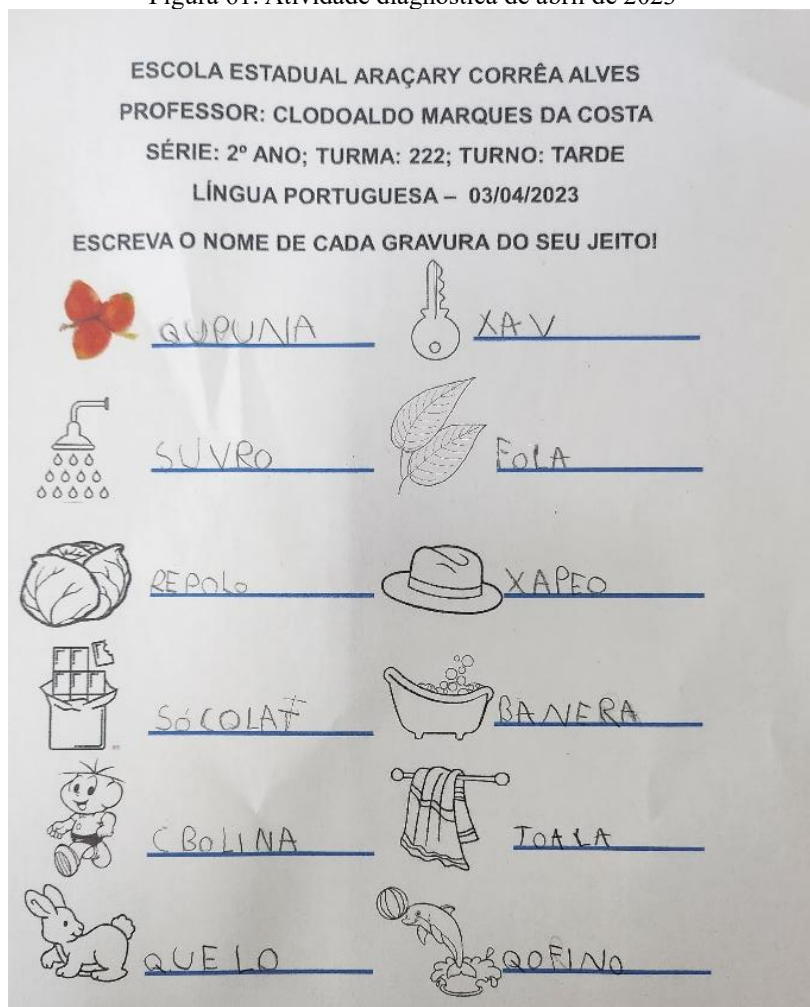 Figura 01: Atividade diagnóstica de abril de 2023
ESCOLA ESTADUAL ARAÇARY CORRÊA ALVES
PROFESSOR: CLODOALDO MARQUES DA COSTA
SÉRIE: 2º ANO; TURMA: 222; TURNO: TARDE
LÍNGUA PORTUGUESA – 03/04/2023
ESCREVA O NOME DE CADA GRAVURA DO SEU JEITO!
QUPUNA XAV
SUVRO FOLA
REPOLO XAPEO
SÓCOLAT BANERA
CBOLINA TOALA
QUELO QOFINO